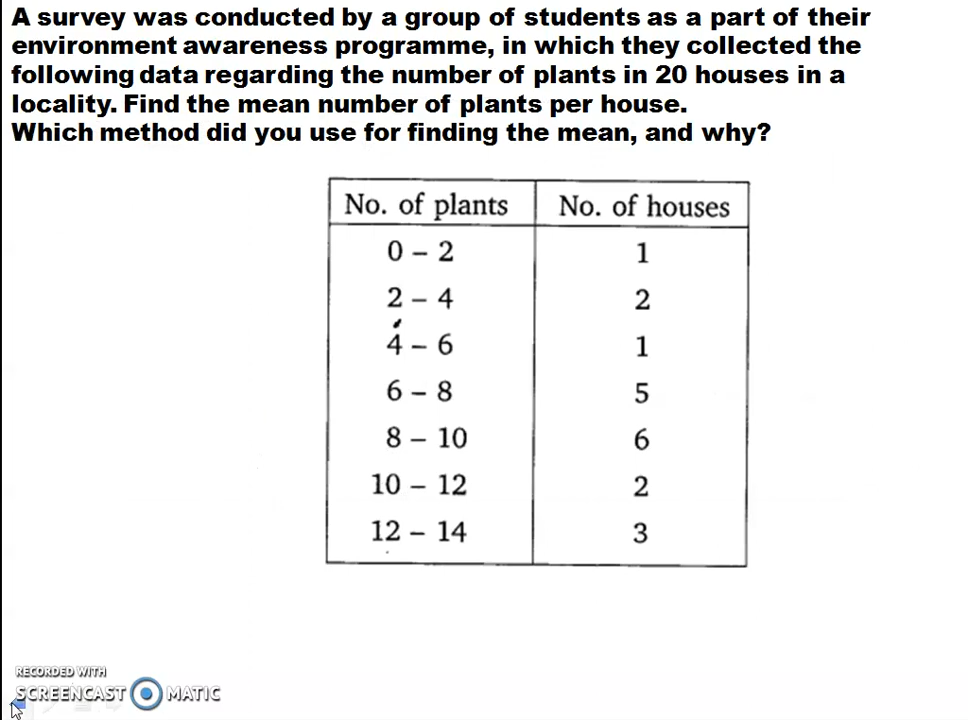 A survey was conducted by a group of students as a part of their
environment awareness programme, in which they collected the
following data regarding the number of plants in 20 houses in a
locality. Find the mean number of plants per house.
Which method did you use for finding the mean, and why?
No. of plants No. of houses
0 – 2 1
2 – 4 2
4 – 6 1
6 – 8 5
8 – 10 6
10 – 12 2
12 – 14 3
RECORDED WITH
SCREENCAST MATIC